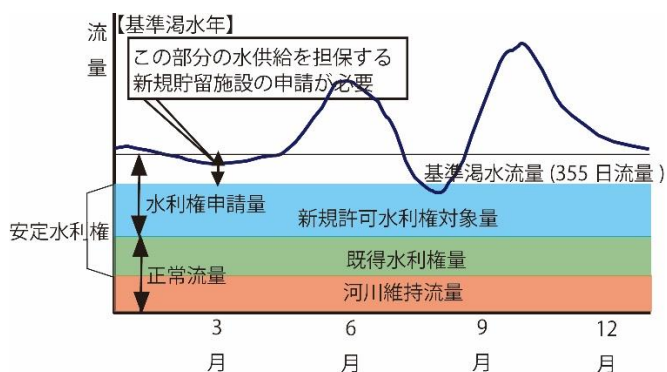 【基準渇水年】
流量
この部分の水供給を担保する
新規貯留施設の申請が必要
基準渇水流量(355日流量)
水利権申請量
新規許可水利権対象量
安定水利権
既得水利権量
正常流量
河川維持流量
3月
6月
9月
12月